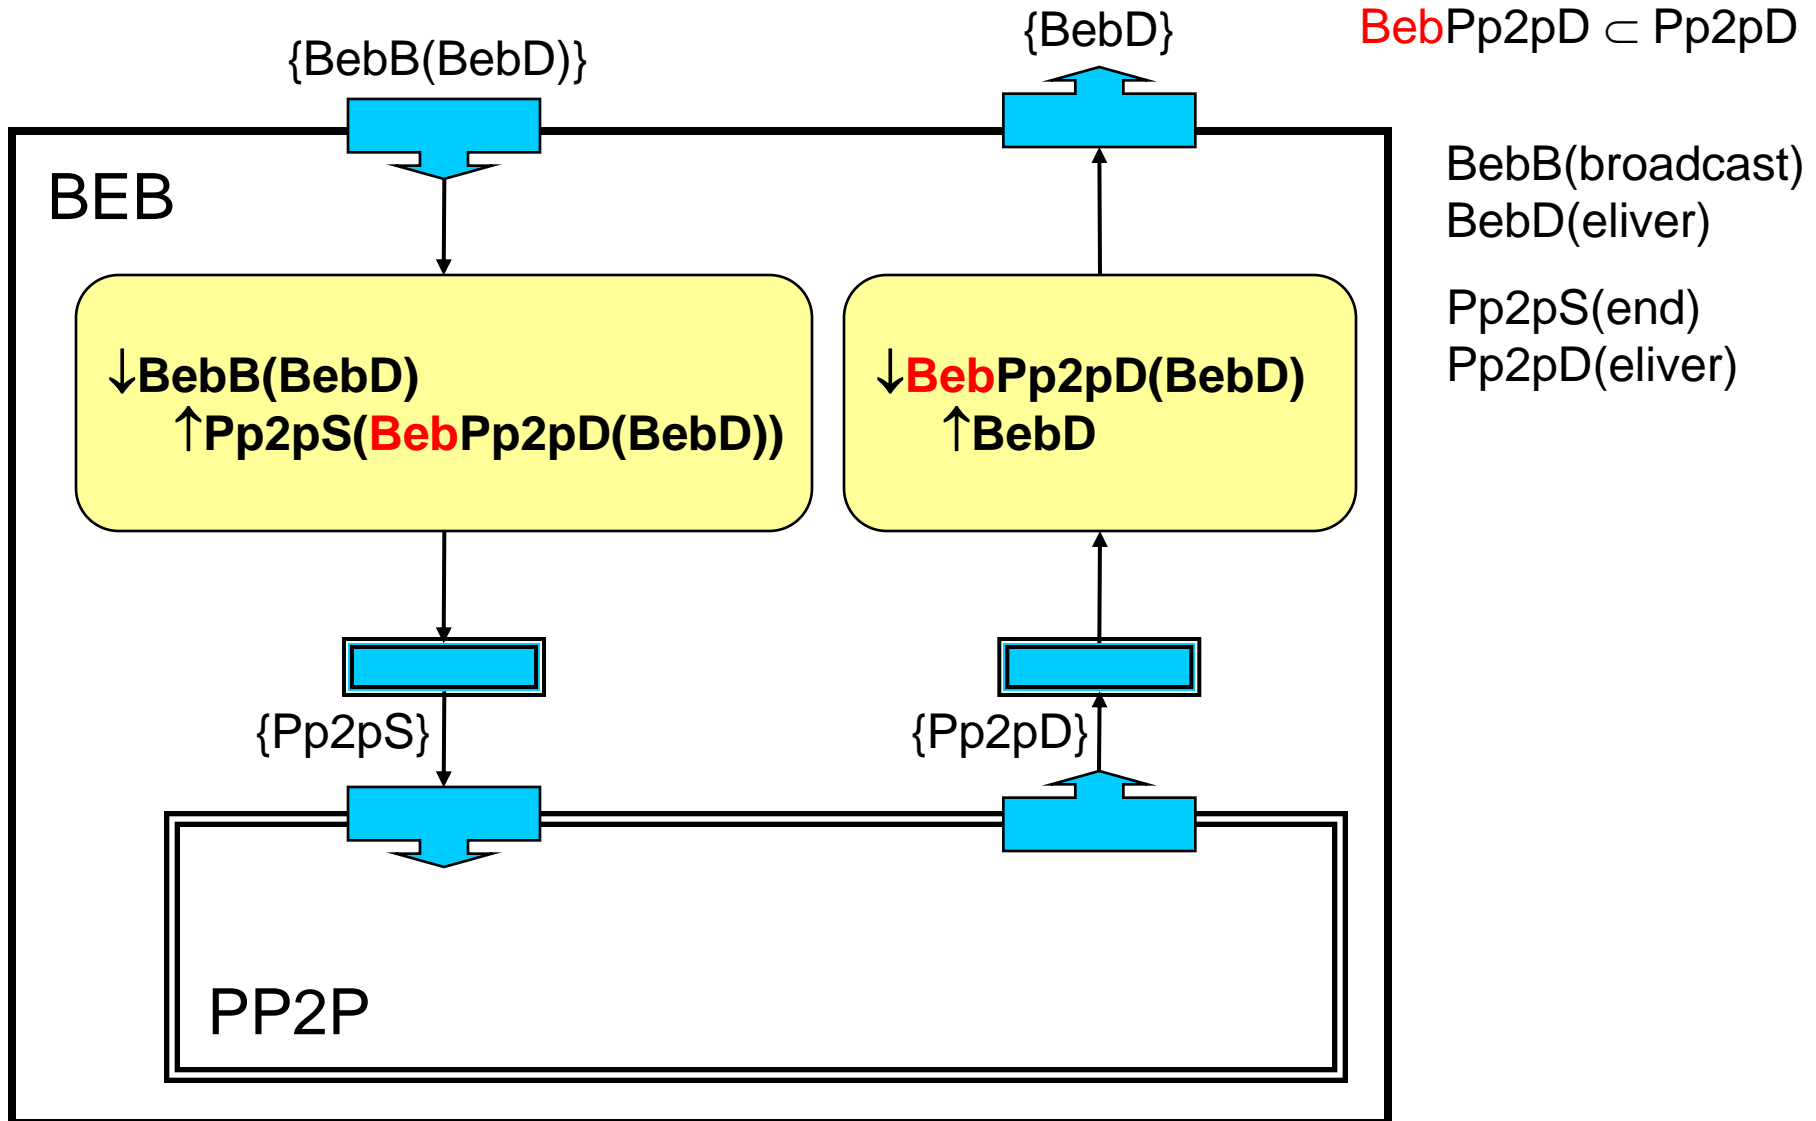 {BebB(BebD)}
{BebD}
BebPp2pD ⊂ Pp2pD
BEB
BebB(broadcast)
BebD(eliver)
Pp2pS(end)
Pp2pD(eliver)
↓BebB(BebD)
↑Pp2pS(BebPp2pD(BebD))
↓BebPp2pD(BebD)
↑BebD
{Pp2pS}
{Pp2pD}
PP2P